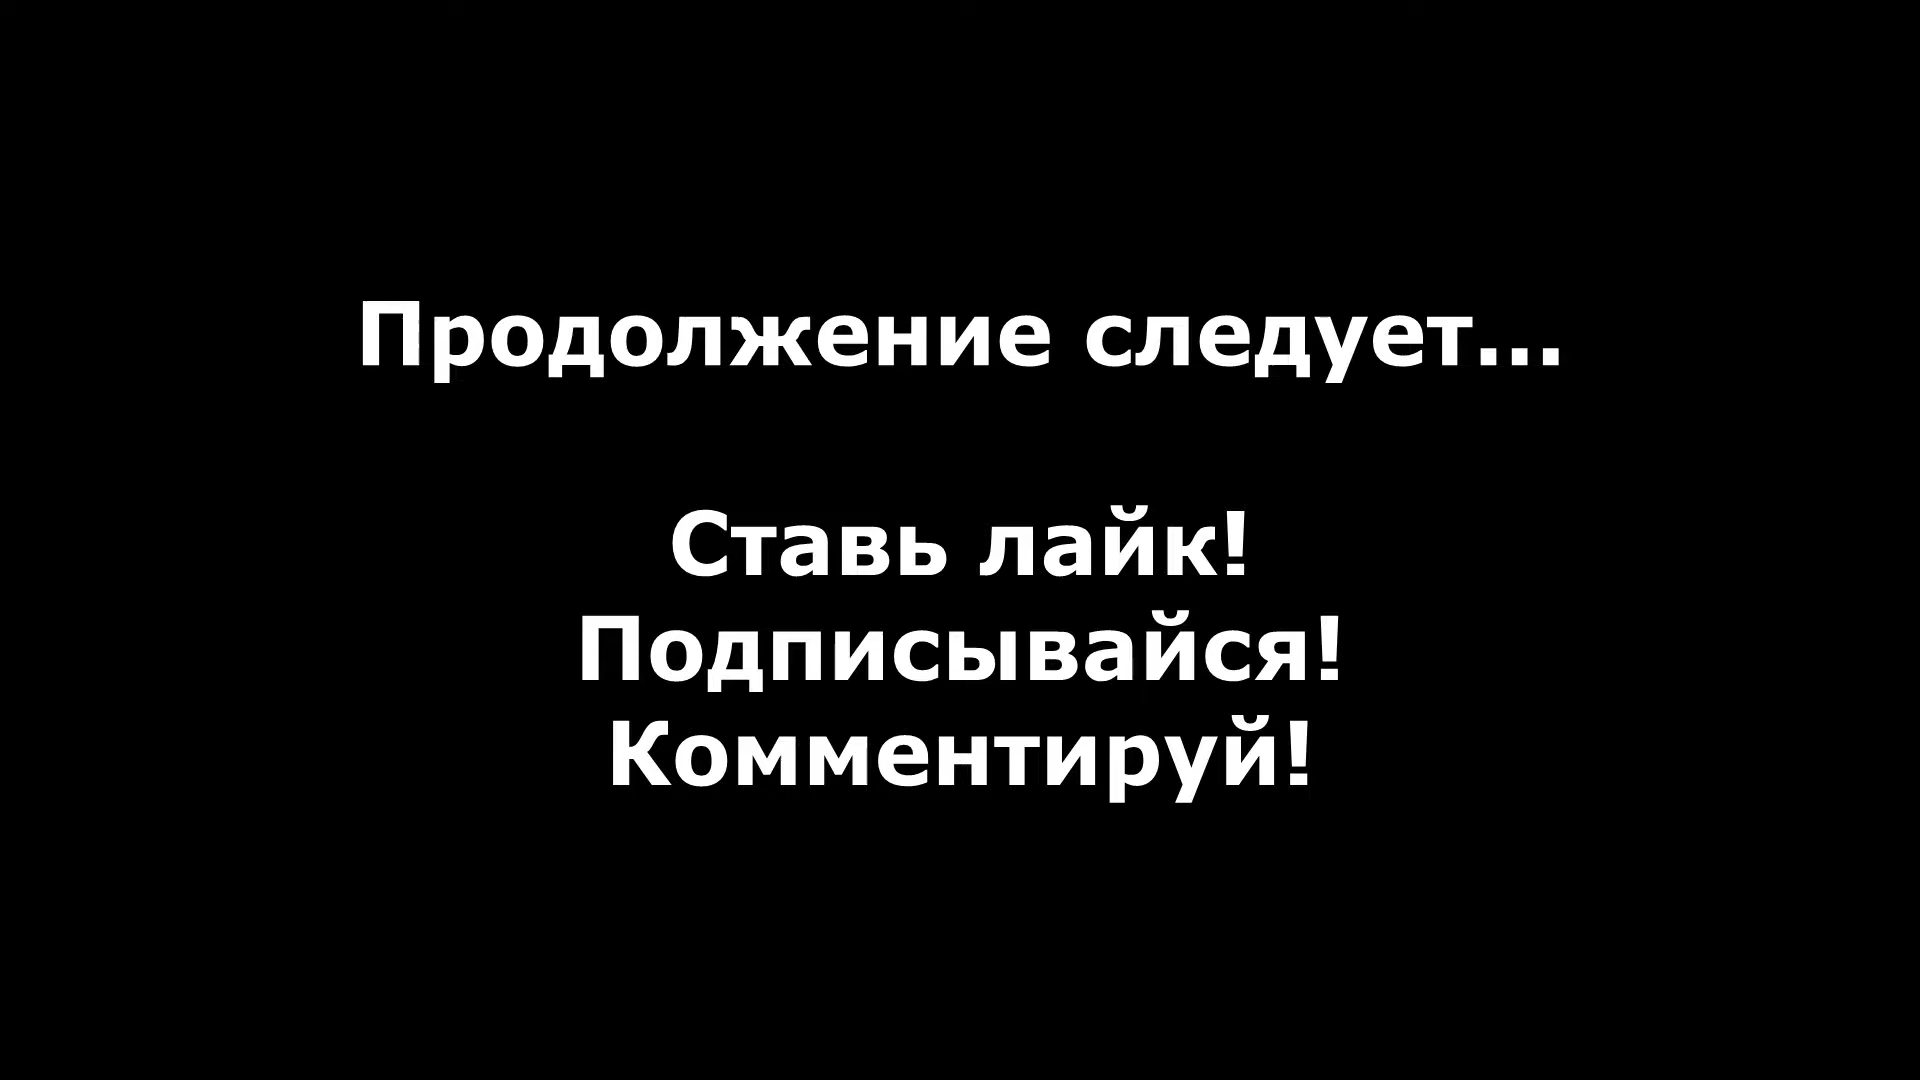 Продолжение следует...
Ставь лайк!
Подписывайся!
Комментируй!